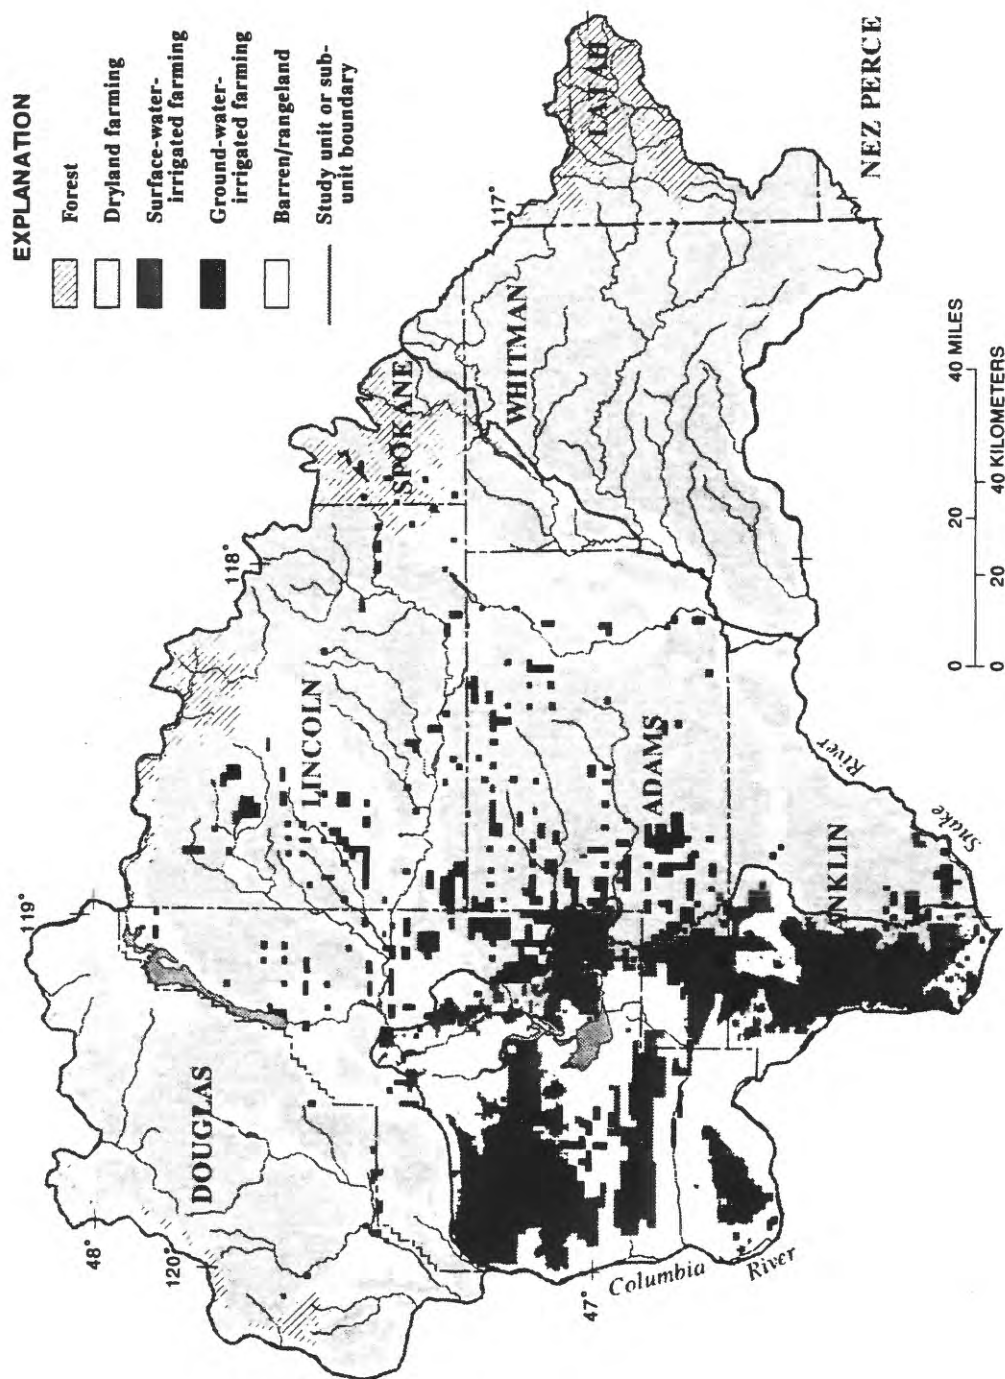 EXPLANATION
Forest
Dryland farming
Surface-water-
irrigated farming
Ground-water-
irrigated farming
Barren/rangeland
Study unit or sub-
unit boundary
48°
120°
119°
118°
117°
47°
DOUGLAS
LINCOLN
SPOKANE
WHITMAN
LATAH
NEZ PERCE
ADAMS
ANKLIN
Columbia
River
Snake
River
0 20 40 MILES
0 20 40 KILOMETERS